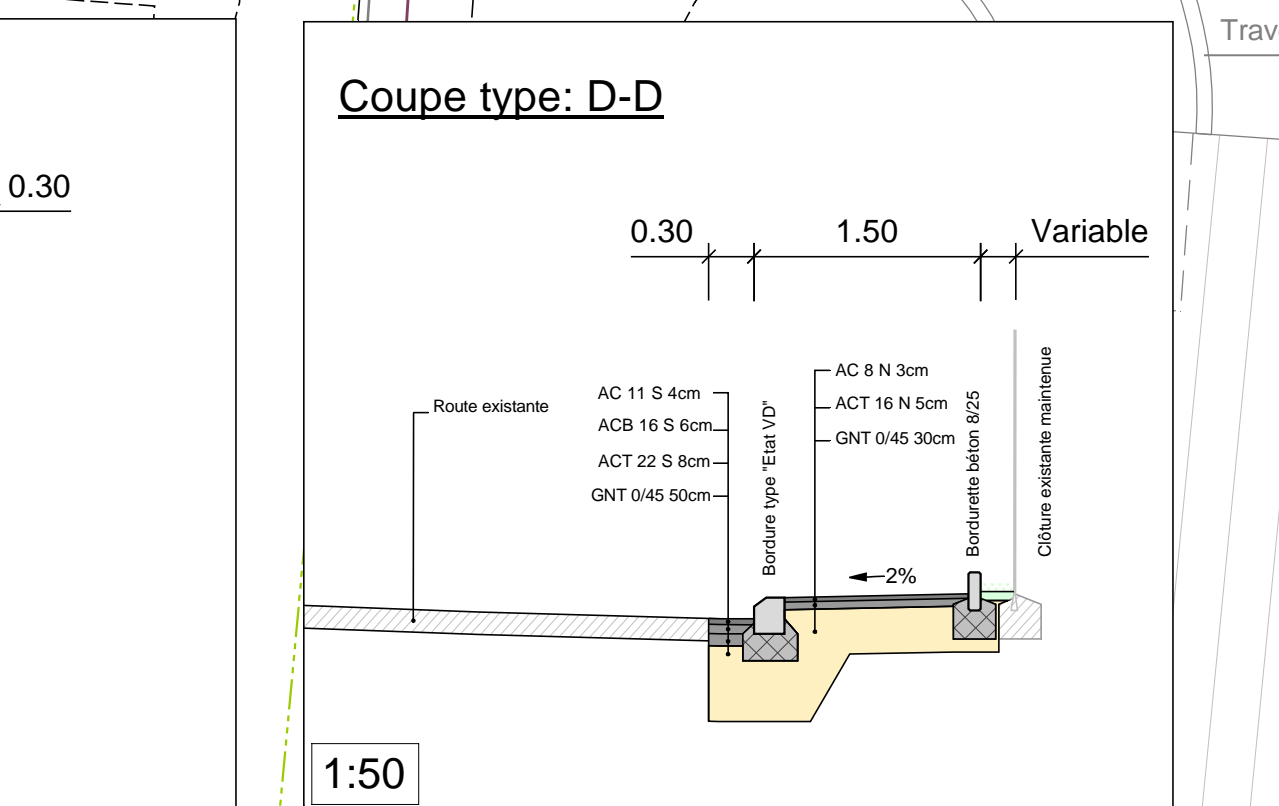 Trav
Coupe type: D-D
0.30
0.30
1.50
Variable
AC 11 S 4cm
ACB 16 S 6cm
ACT 22 S 8cm
GNT 0/45 50cm
Route existante
Bordure type "Etat VD"
AC 8 N 3cm
ACT 16 N 5cm
GNT 0/45 30cm
Bordurette béton 8/25
Clôture existante maintenue
2%
1:50